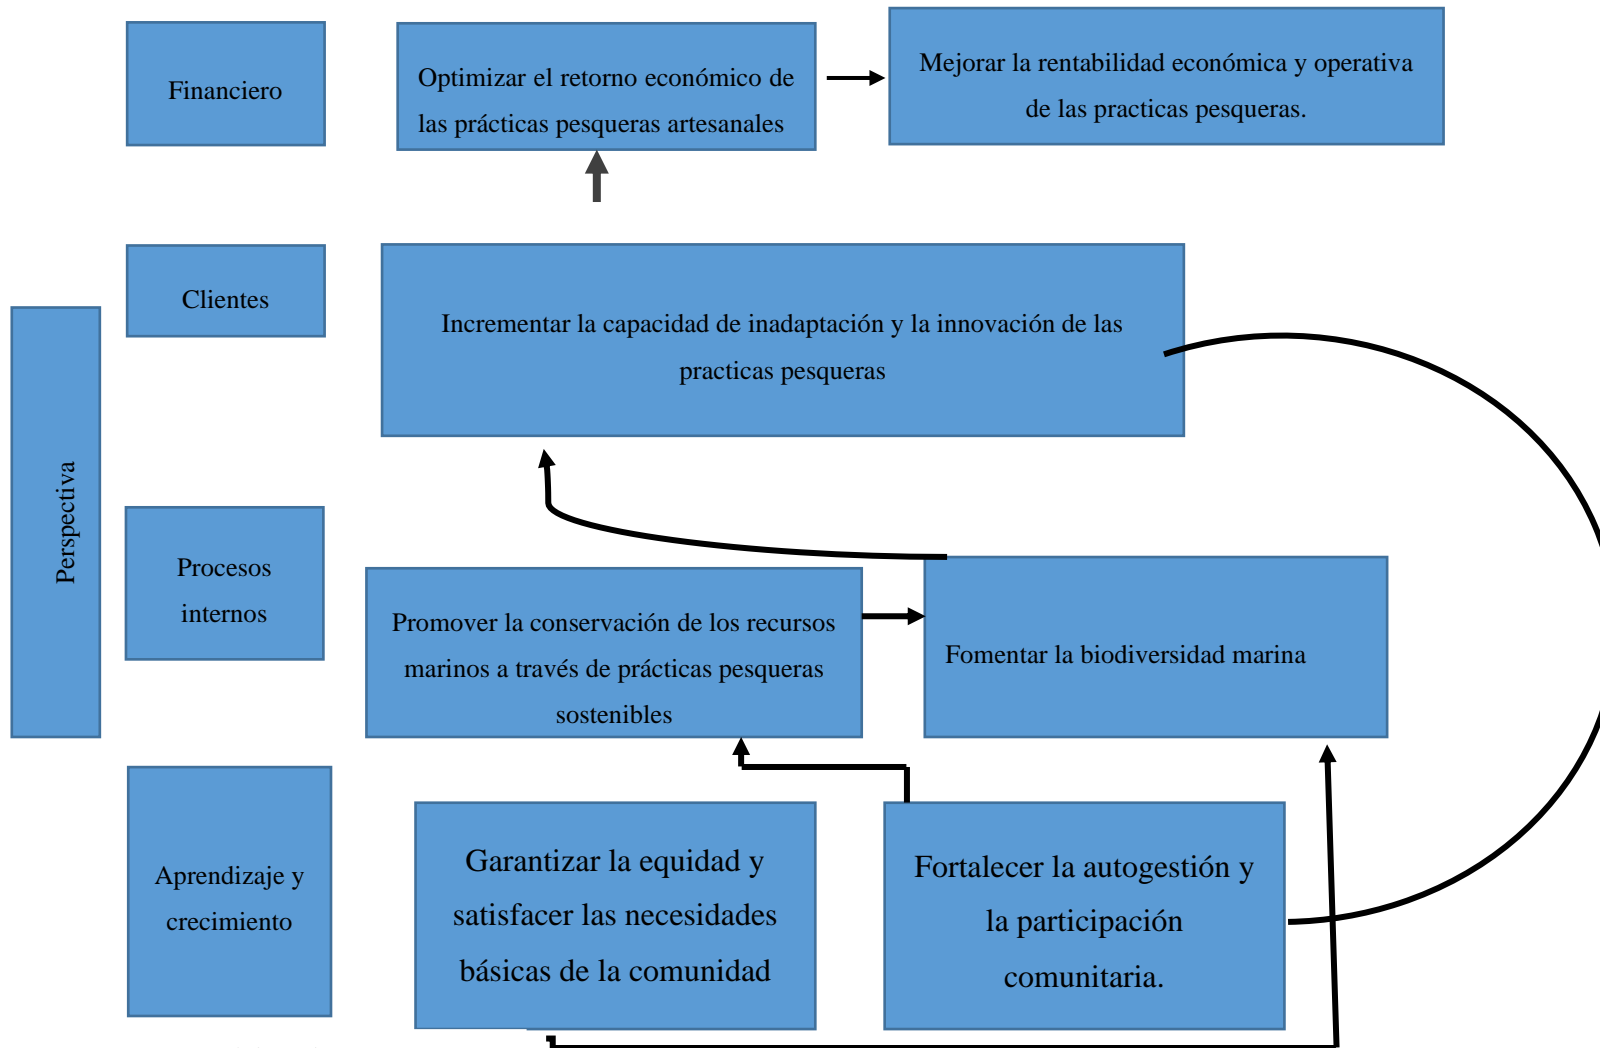 Financiero
Optimizar el retorno económico de
las prácticas pesqueras artesanales
Mejorar la rentabilidad económica y operativa
de las practicas pesqueras.
Clientes
Incrementar la capacidad de inadaptación y la innovación de las
practicas pesqueras
Perspectiva
Procesos
internos
Promover la conservación de los recursos
marinos a través de prácticas pesqueras
sostenibles
Fomentar la biodiversidad marina
Aprendizaje y
crecimiento
Garantizar la equidad y
satisfacer las necesidades
básicas de la comunidad
Fortalecer la autogestión y
la participación
comunitaria.